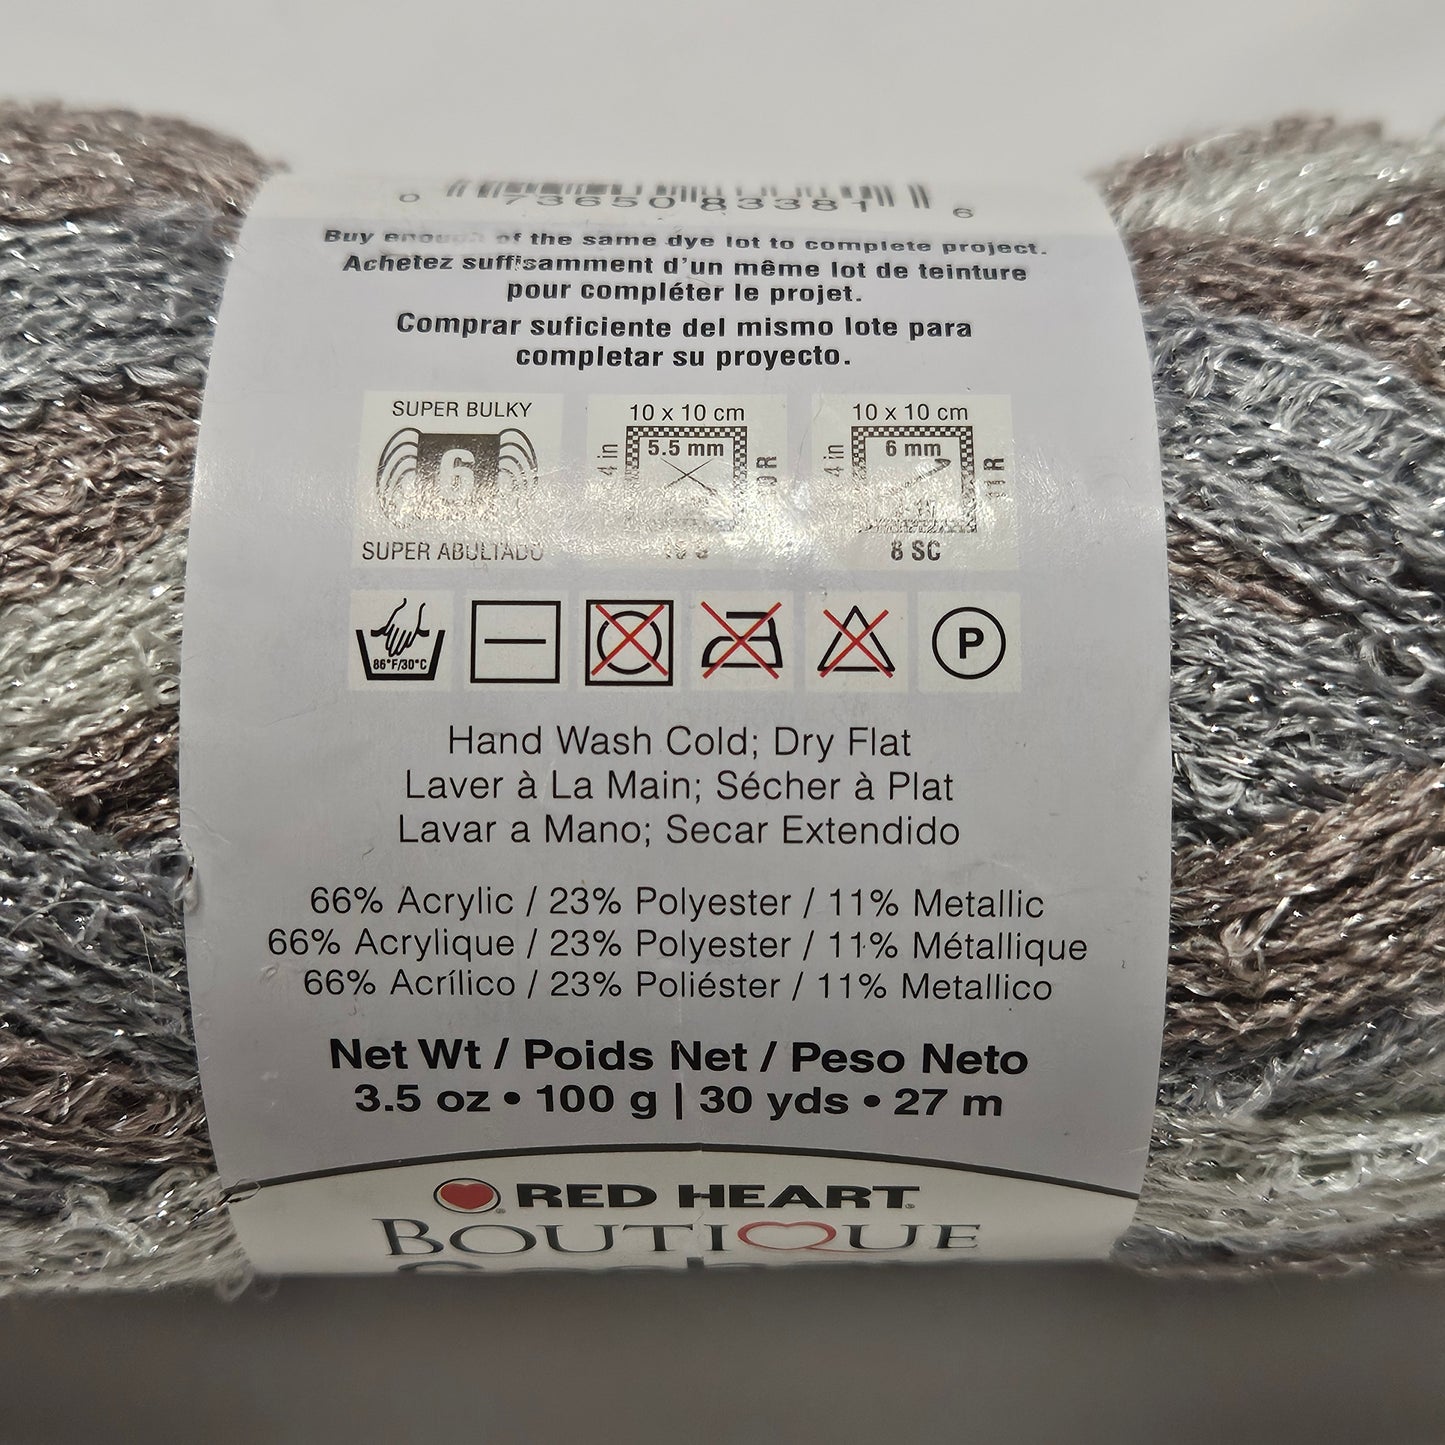 0 73650 83381 6
Buy enough of the same dye lot to complete project.
Achetez suffisamment d'un même lot de teinture
pour compléter le projet.
Comprar suficiente del mismo lote para
completar su proyecto.
SUPER BULKY
6
SUPER ABULTADO
10 x 10 cm
4 in
5.5 mm
10 R
10 x 10 cm
4 in
6 mm
11 R
8 SC
86°F/30°C
P
Hand Wash Cold; Dry Flat
Laver à La Main; Sécher à Plat
Lavar a Mano; Secar Extendido
66% Acrylic / 23% Polyester / 11% Metallic
66% Acrylique / 23% Polyester / 11% Métallique
66% Acrílico / 23% Poliéster / 11% Metallico
Net Wt / Poids Net / Peso Neto
3.5 oz • 100 g | 30 yds • 27 m
RED HEART®
BOUTIQUE